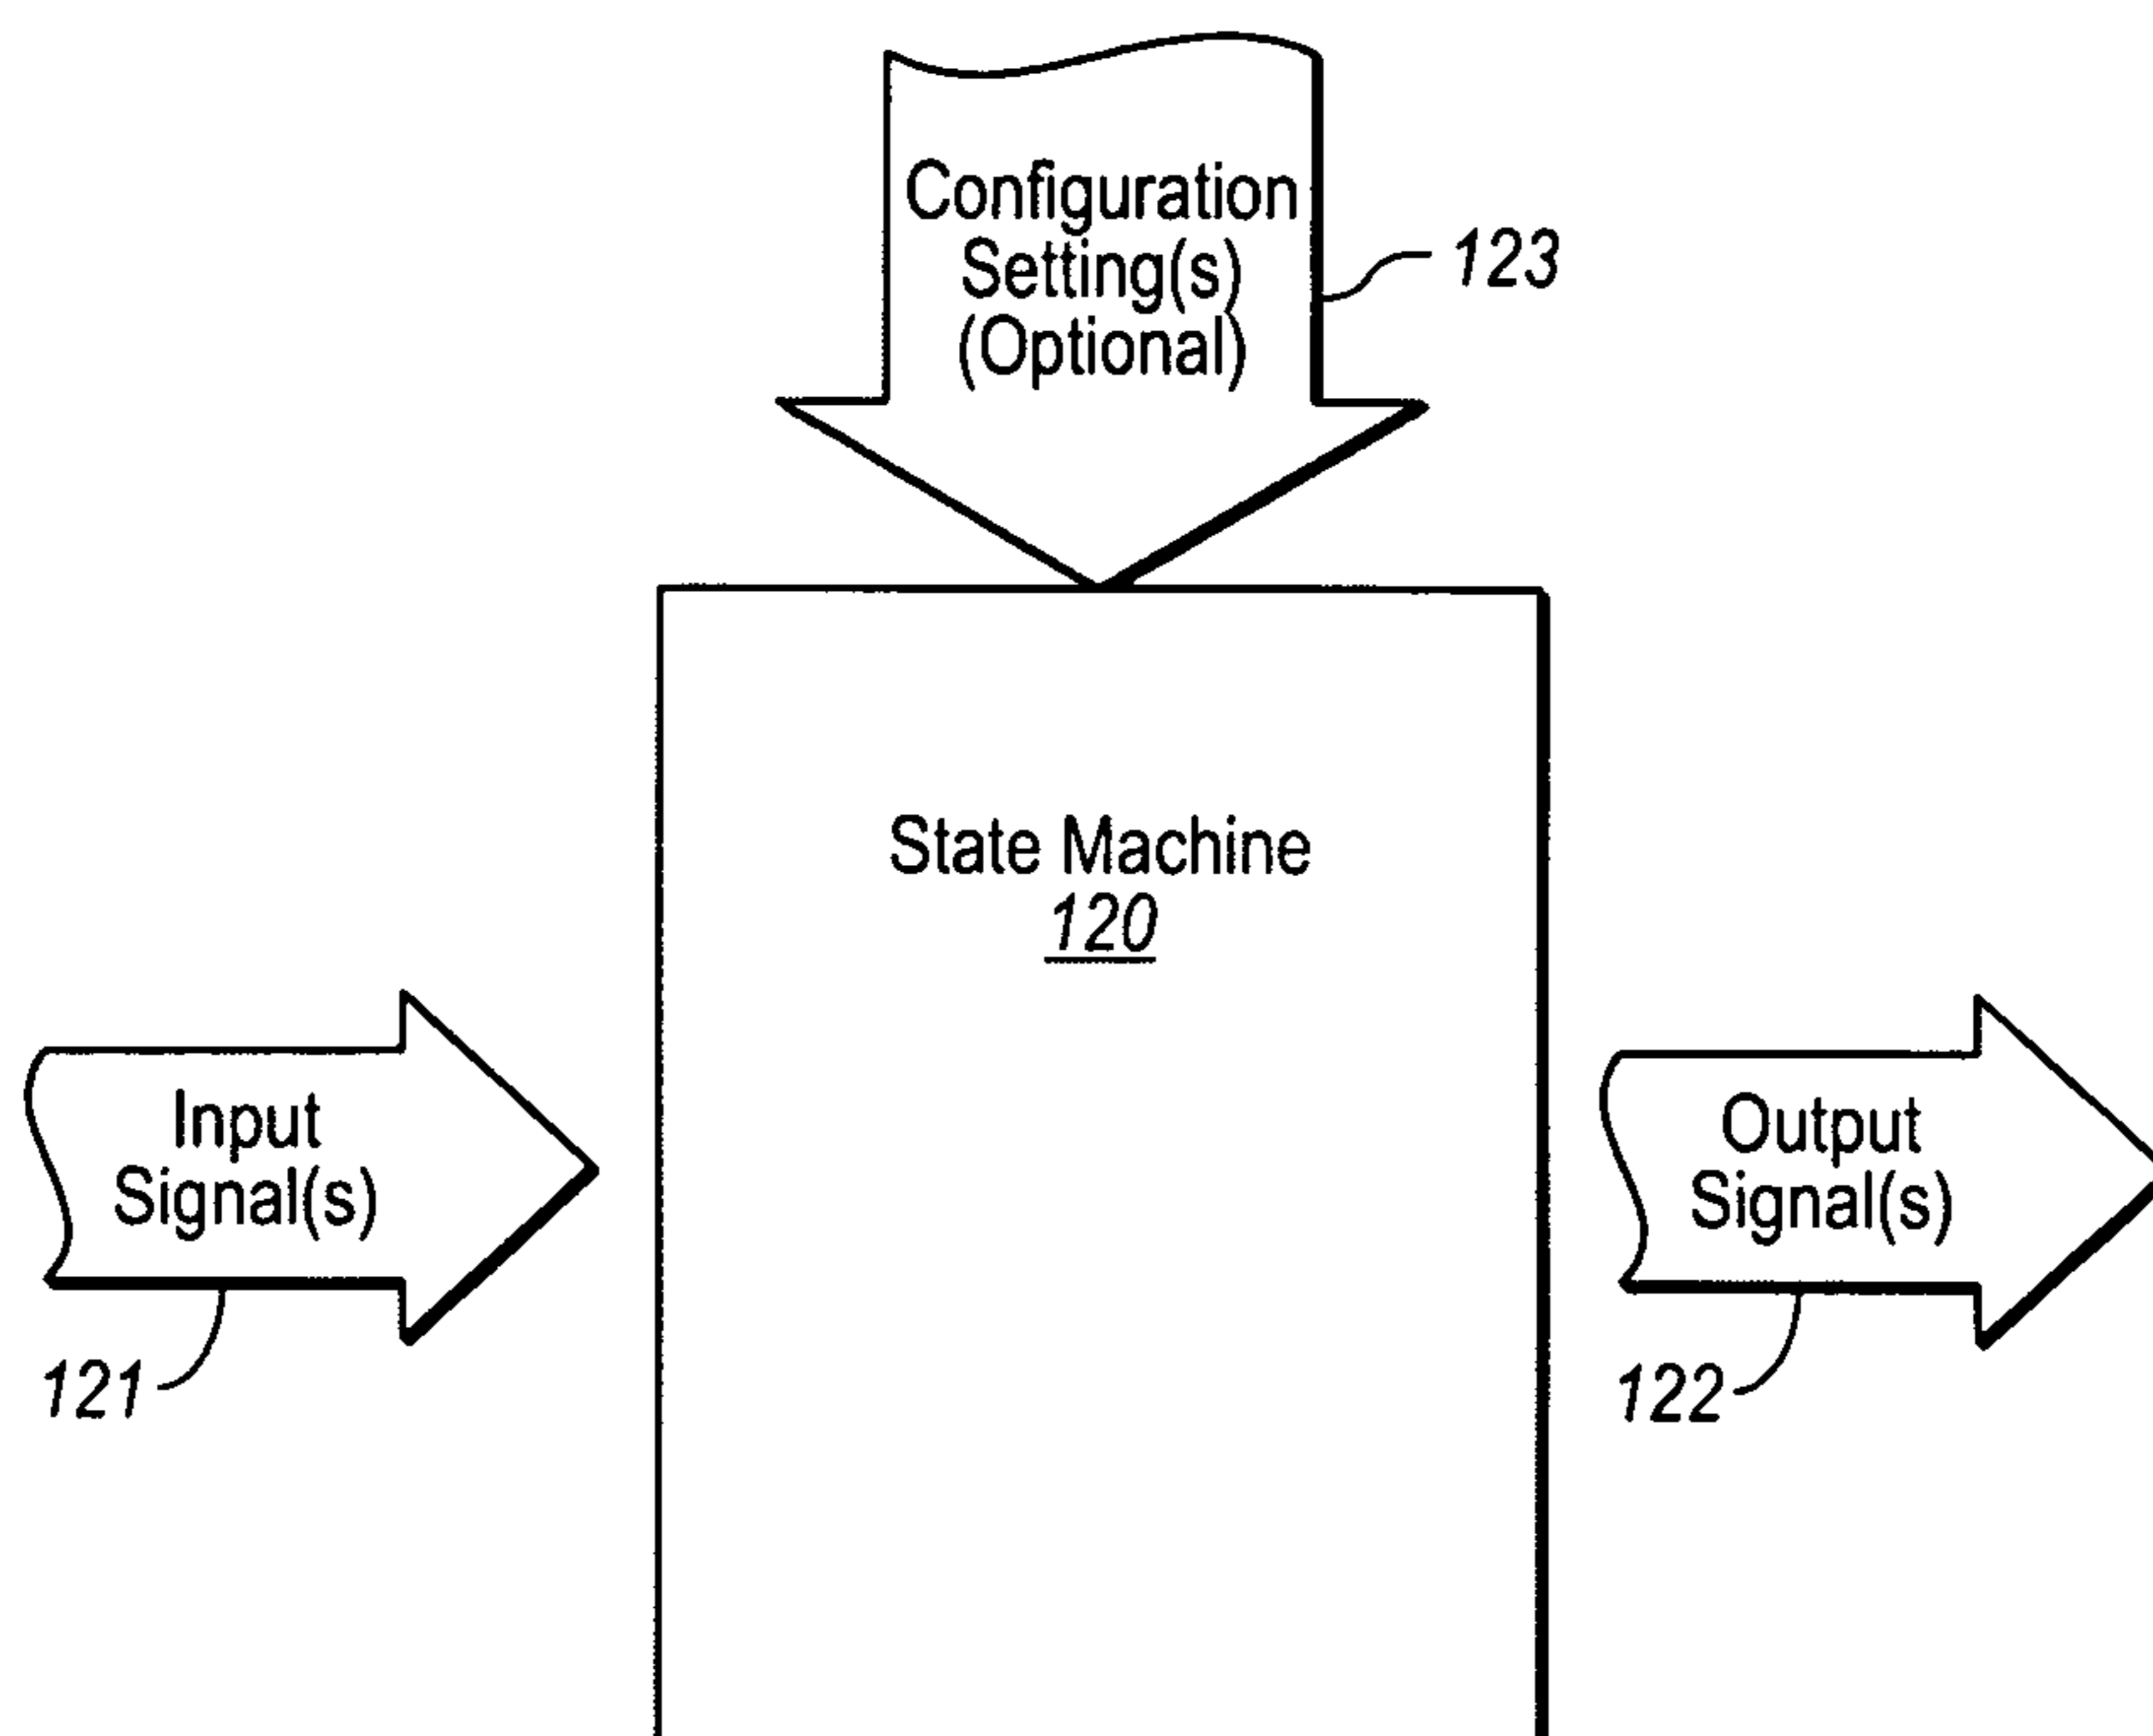 Configuration
Setting(s)
(Optional)
123
State Machine
120
Input
Signal(s)
121
Output
Signal(s)
122